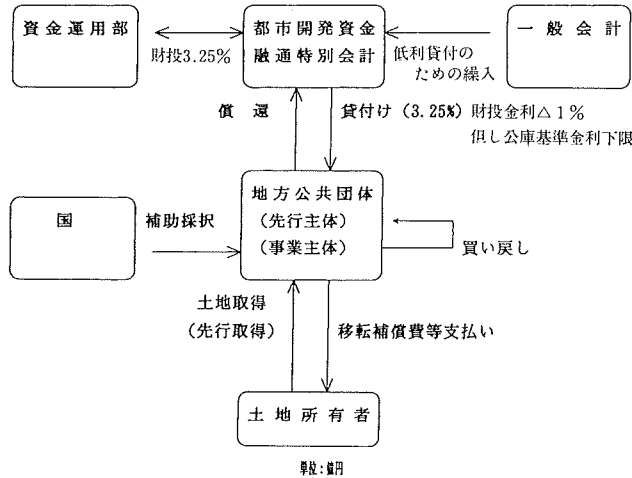 資金運用部
財投3.25%
都市開発資金
融通特別会計
低利貸付の
ための繰入
一般会計
償還
貸付け(3.25%)財投金利△1%
但し公庫基準金利下限
国
補助採択
地方公共団体
(先行主体)
(事業主体)
買い戻し
土地取得
(先行取得)
移転補償費等支払い
土地所有者
単位:億円